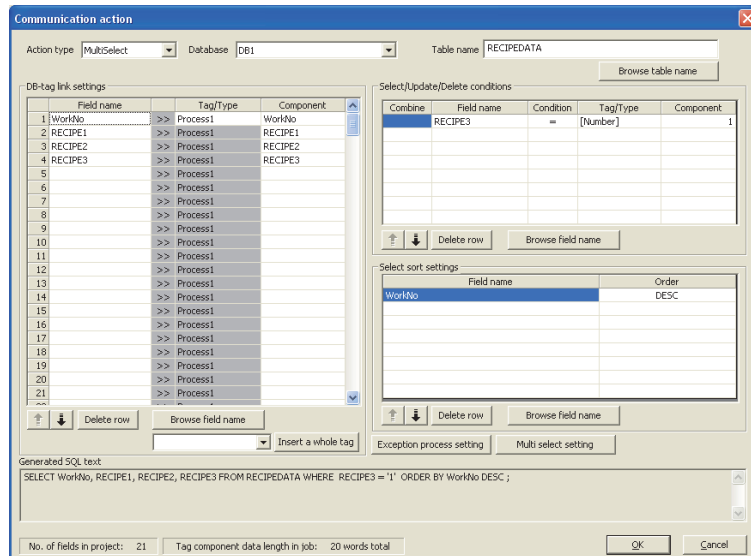 Communication action
Action type MultiSelect Database DB1 Table name RECIPEDATA
Browse table name
DB-tag link settings
Field name Tag/Type Component
1 WorkNo >> Process1 WorkNo
2 RECIPE1 >> Process1 RECIPE1
3 RECIPE2 >> Process1 RECIPE2
4 RECIPE3 >> Process1 RECIPE3
5 >> Process1
6 >> Process1
7 >> Process1
8 >> Process1
9 >> Process1
10 >> Process1
11 >> Process1
12 >> Process1
13 >> Process1
14 >> Process1
15 >> Process1
16 >> Process1
17 >> Process1
18 >> Process1
19 >> Process1
20 >> Process1
21 >> Process1
Delete row Browse field name
Insert a whole tag
Select/Update/Delete conditions
Combine Field name Condition Tag/Type Component
RECIPE3 = [Number] 1
Delete row Browse field name
Select sort settings
Field name Order
WorkNo DESC
Delete row Browse field name
Exception process setting Multi select setting
Generated SQL text
SELECT WorkNo, RECIPE1, RECIPE2, RECIPE3 FROM RECIPEDATA WHERE RECIPE3 = '1' ORDER BY WorkNo DESC ;
No. of fields in project: 21 Tag component data length in job: 20 words total
OK Cancel